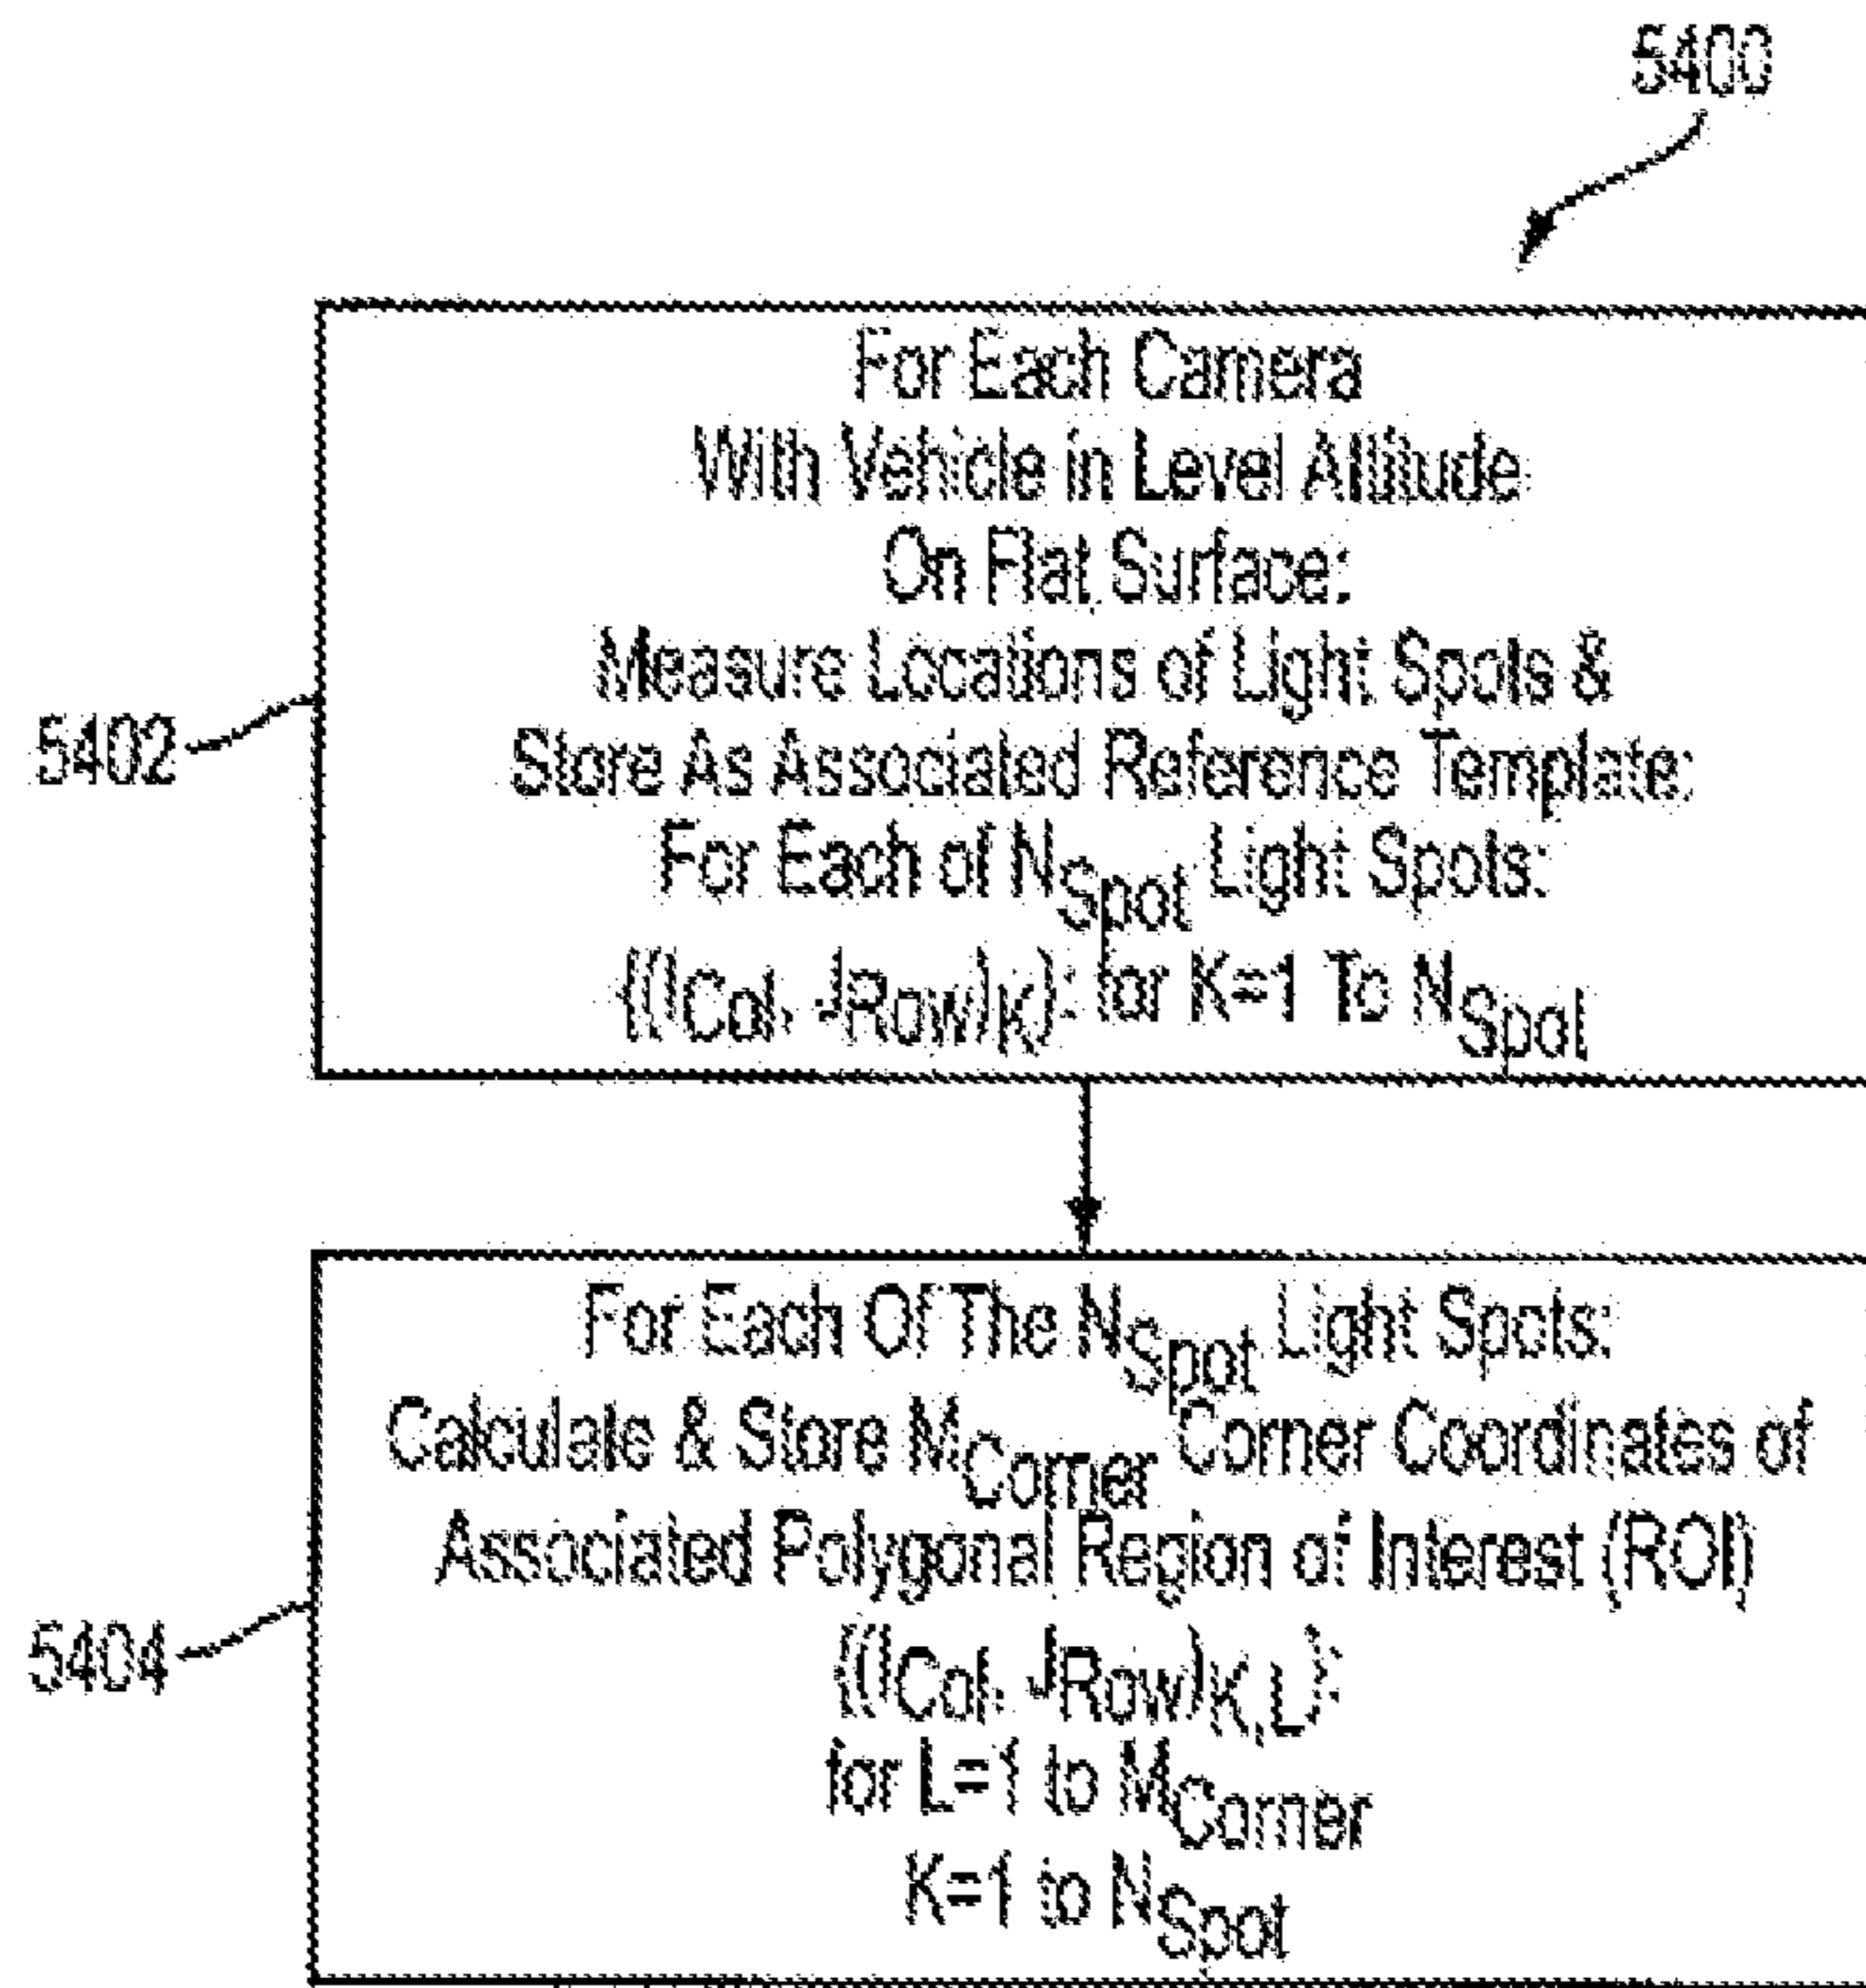 5400
For Each Camera
With Vehicle in Level Attitude
On Flat Surface:
5402
Measure Locations of Light Spots &
Store As Associated Reference Template:
For Each of NSpot Light Spots:
{(ICol, JRow)K}: for K=1 To NSpot
For Each Of The NSpot Light Spots:
Calculate & Store MCorner Corner Coordinates of
Associated Polygonal Region of Interest (ROI)
5404
{(ICol, JRow)K,L}:
for L=1 to MCorner
K=1 to NSpot